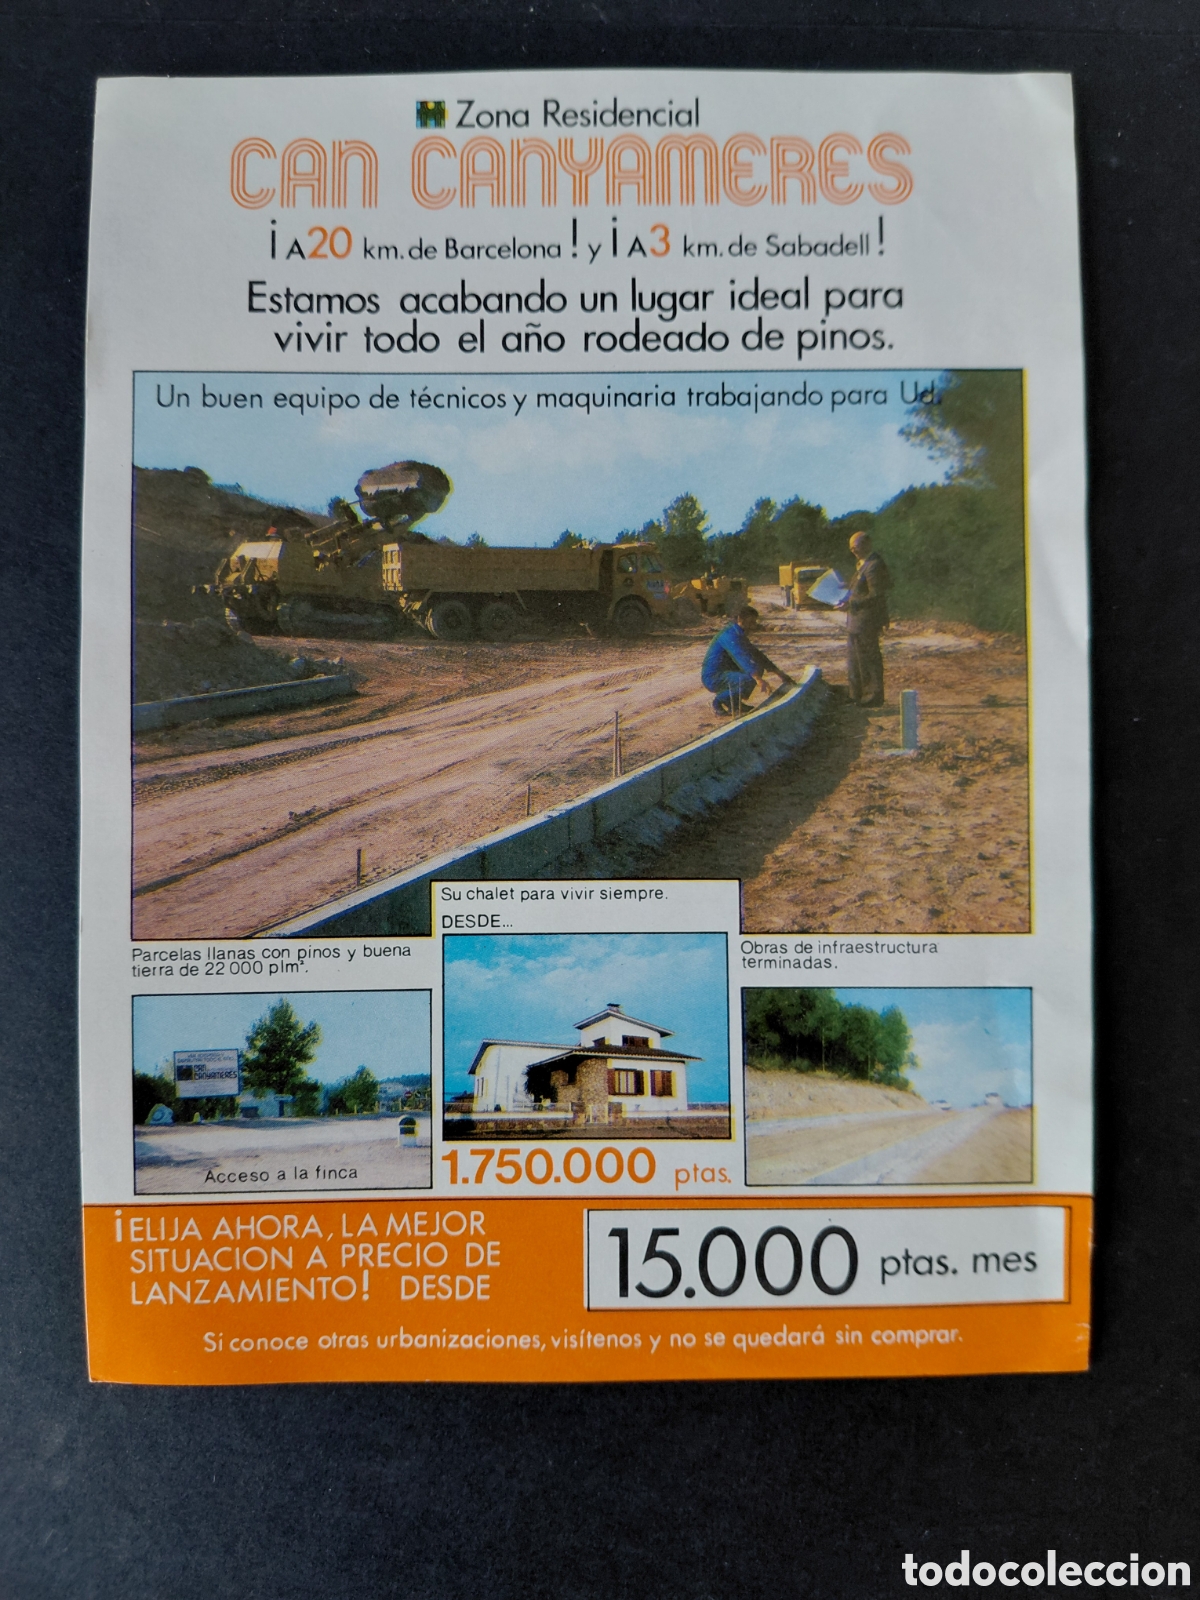 Zona Residencial
CAN CANYAMERES
¡A 20 km. de Barcelona! y ¡A 3 km. de Sabadell!
Estamos acabando un lugar ideal para
vivir todo el año rodeado de pinos.
Un buen equipo de técnicos y maquinaria trabajando para Ud.
Su chalet para vivir siempre.
DESDE...
Parcelas llanas con pinos y buena
tierra de 22 000 plm².
Obras de infraestructura
terminadas.
CAN
CANYAMERES
Acceso a la finca
1.750.000 ptas.
¡ELIJA AHORA, LA MEJOR
SITUACION A PRECIO DE
LANZAMIENTO! DESDE
15.000 ptas. mes
Si conoce otras urbanizaciones, visítenos y no se quedará sin comprar.
todocoleccion